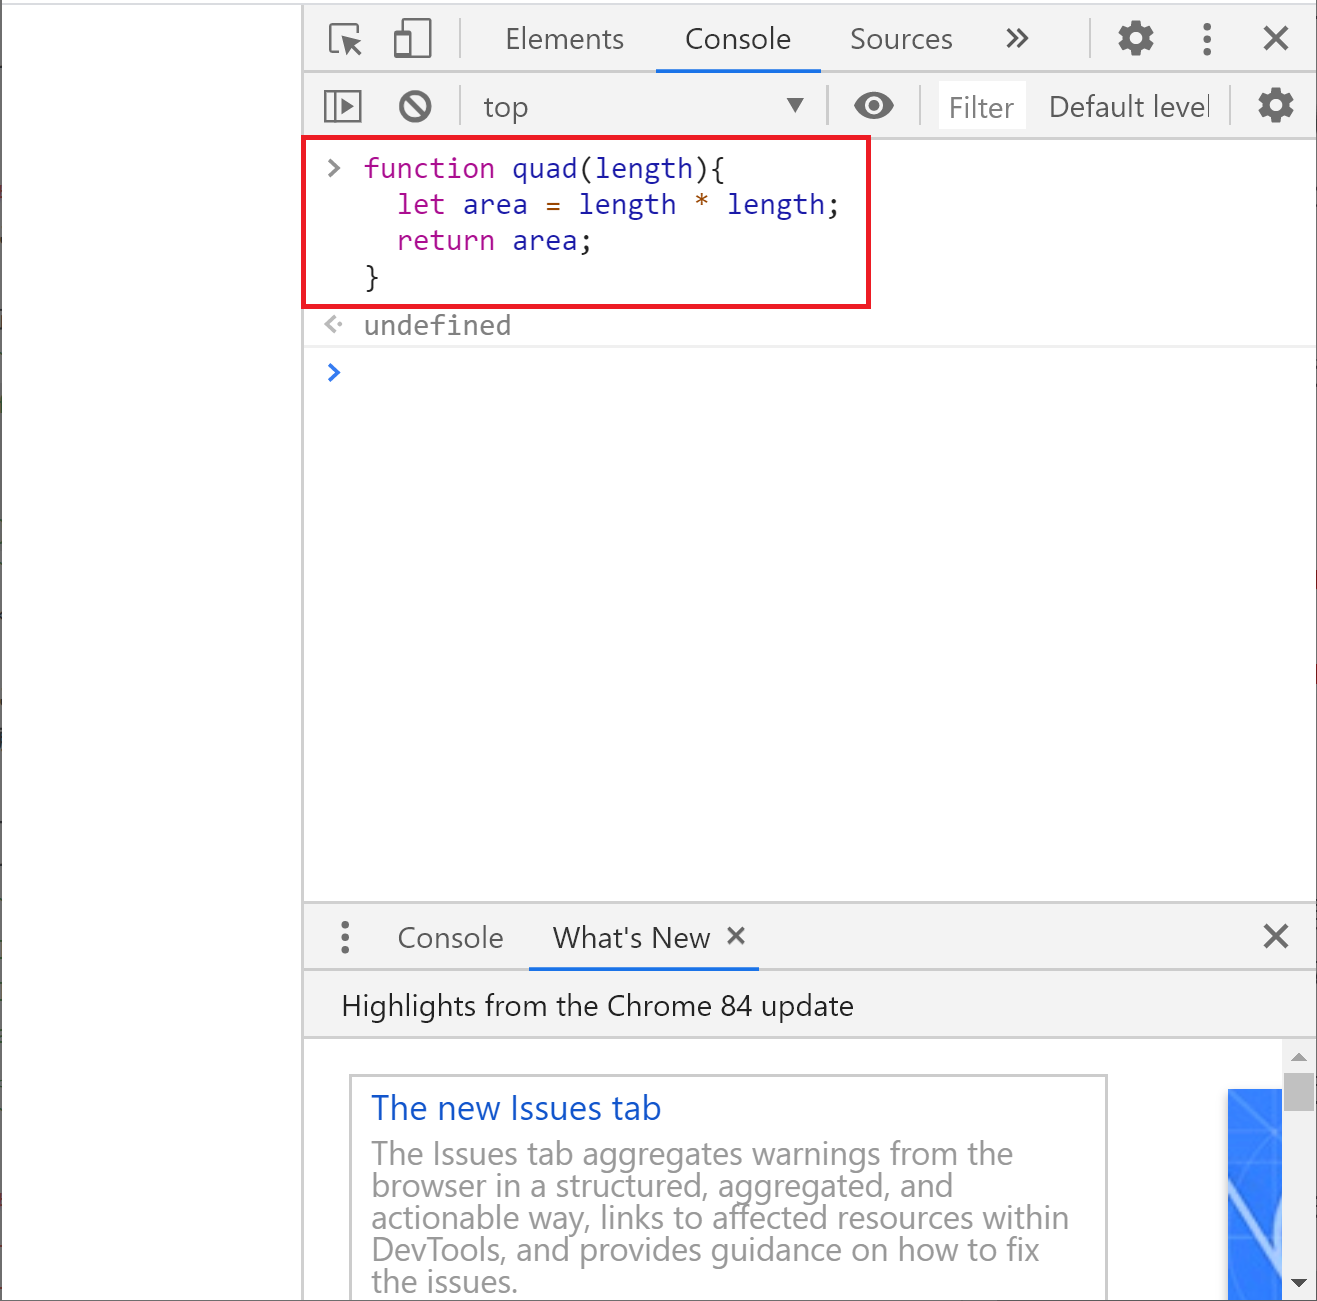 Elements Console Sources
top Filter Default level
function quad(length){
let area = length * length;
return area;
}
undefined
Console What's New
Highlights from the Chrome 84 update
The new Issues tab
The Issues tab aggregates warnings from the
browser in a structured, aggregated, and
actionable way, links to affected resources within
DevTools, and provides guidance on how to fix
the issues.